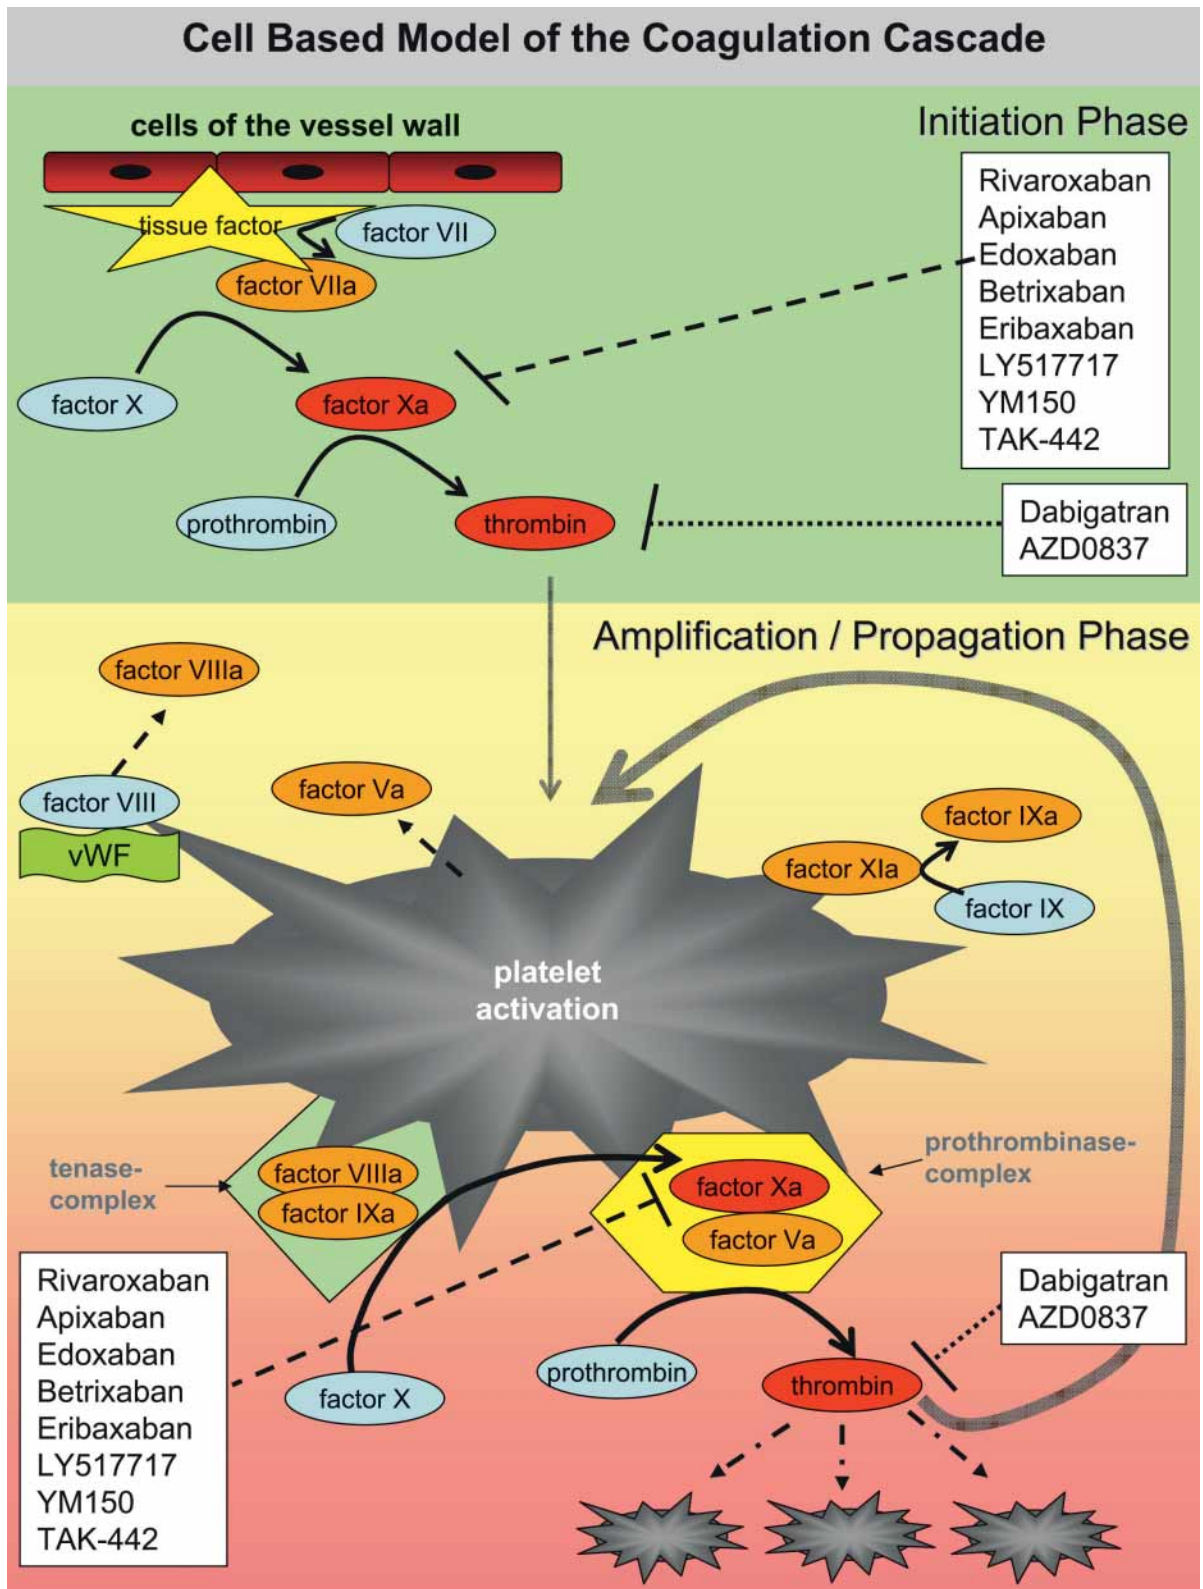 Cell Based Model of the Coagulation Cascade
Initiation Phase
cells of the vessel wall
tissue factor
factor VII
factor VIIa
factor X
factor Xa
prothrombin
thrombin
Rivaroxaban
Apixaban
Edoxaban
Betrixaban
Eribaxaban
LY517717
YM150
TAK-442
Dabigatran
AZD0837
Amplification / Propagation Phase
factor VIIIa
factor VIII
vWF
factor Va
factor IXa
factor XIa
factor IX
platelet
activation
tenase-
complex
factor VIIIa
factor IXa
prothrombinase-
complex
factor Xa
factor Va
Rivaroxaban
Apixaban
Edoxaban
Betrixaban
Eribaxaban
LY517717
YM150
TAK-442
factor X
prothrombin
thrombin
Dabigatran
AZD0837